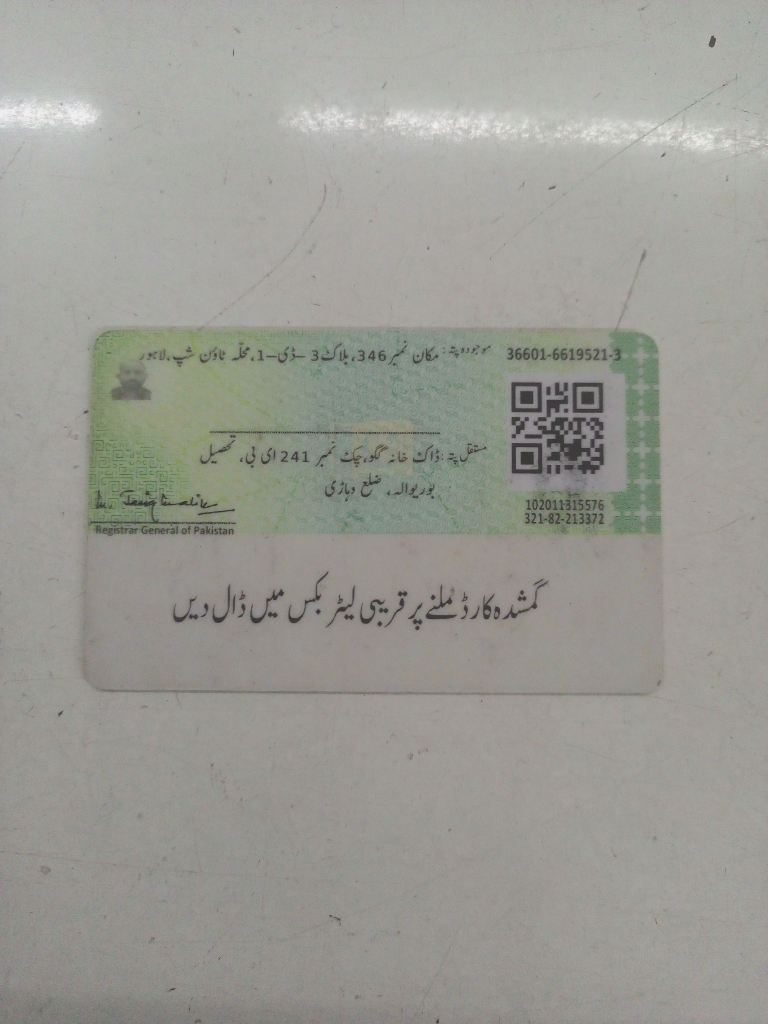 موجودہ پتہ: مکان نمبر 346، بلاک 3 –ڈی–1، محلّہ ٹاؤن شپ، لاہور
36601-6619521-3
مستقل پتہ: ڈاک خانہ گگو، چک نمبر 241 ای بی، تحصیل
بوریوالہ، ضلع وہاڑی
102011315576
321-82-213372
Registrar General of Pakistan
گمشدہ کارڈ ملنے پر قریبی لیٹر بکس میں ڈال دیں